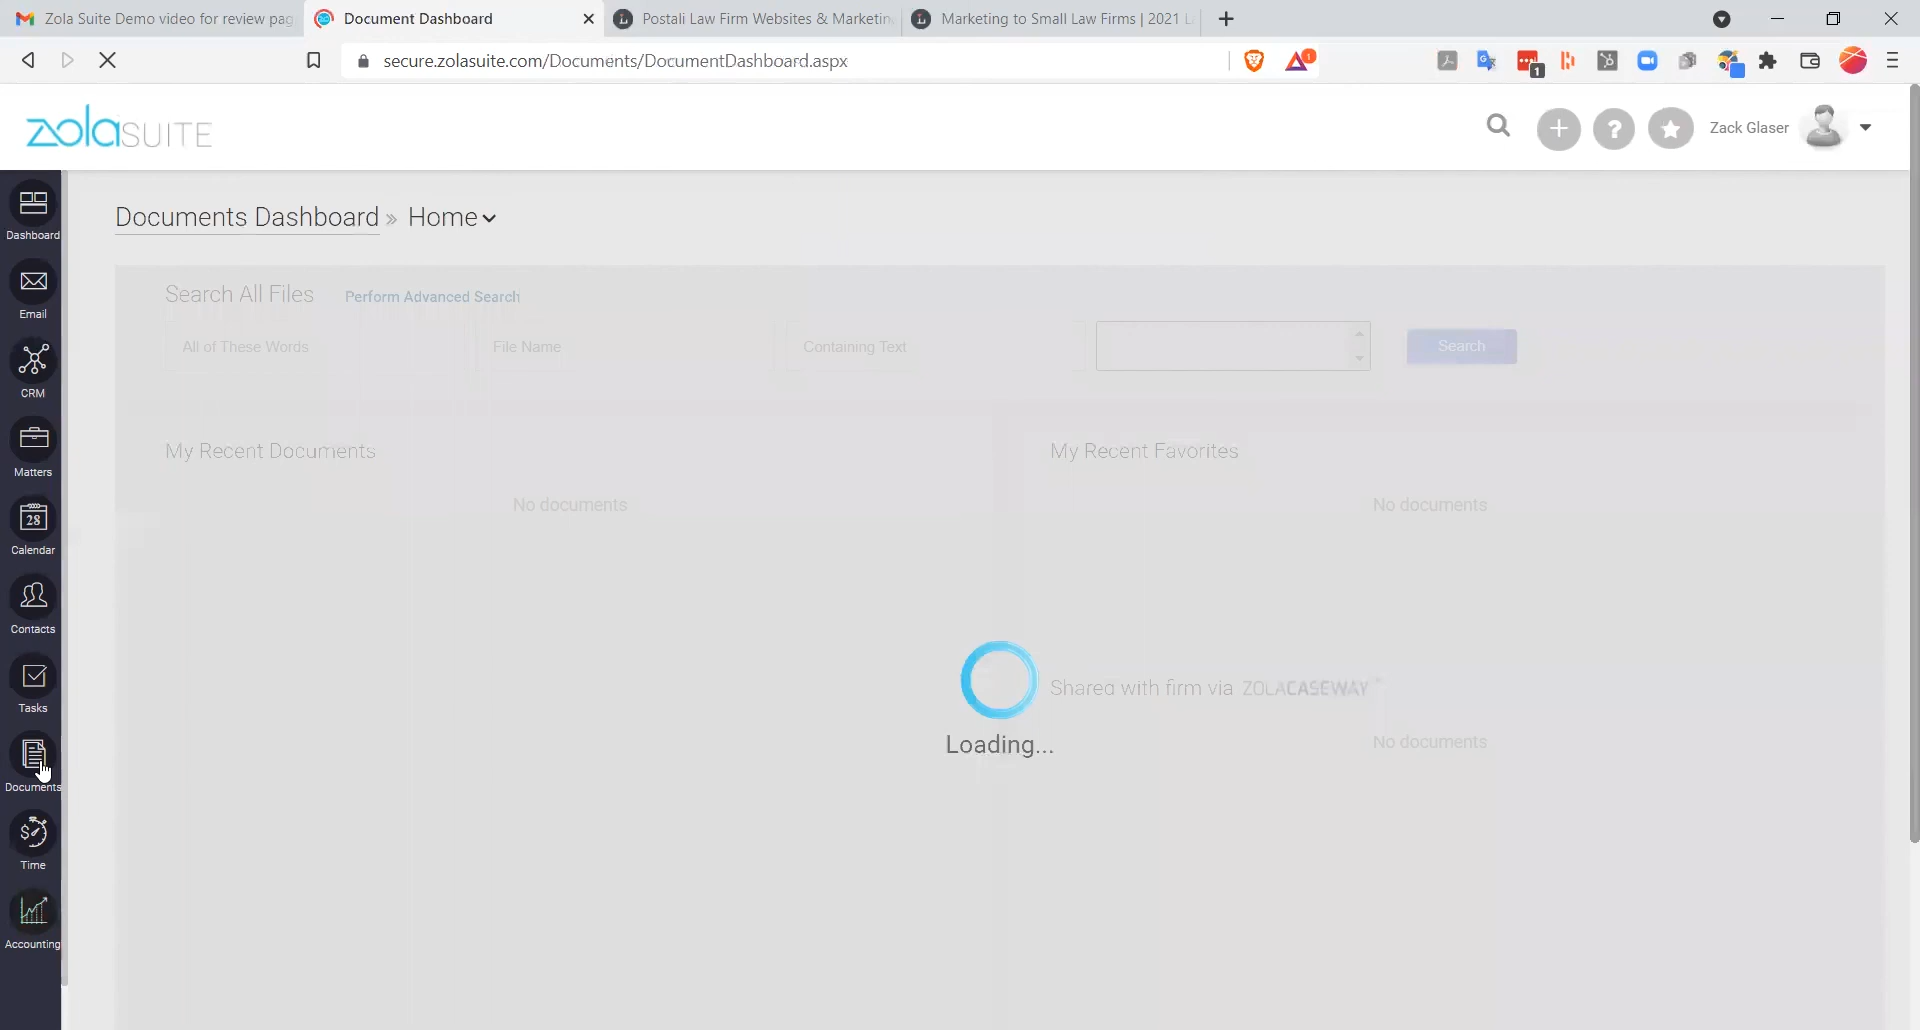 Zola Suite Demo video for review pag
Document Dashboard
Postali Law Firm Websites & Marketin
Marketing to Small Law Firms | 2021 L
secure.zolasuite.com/Documents/DocumentDashboard.aspx
1
1
zolaSUITE
Zack Glaser
Dashboard
Email
CRM
Matters
28
Calendar
Contacts
Tasks
Documents
Time
Accounting
Documents Dashboard » Home
Search All Files Perform Advanced Search
All of These Words File Name Containing Text Search
My Recent Documents
No documents
My Recent Favorites
No documents
Shared with firm via ZOLACASEWAY
No documents
Loading...